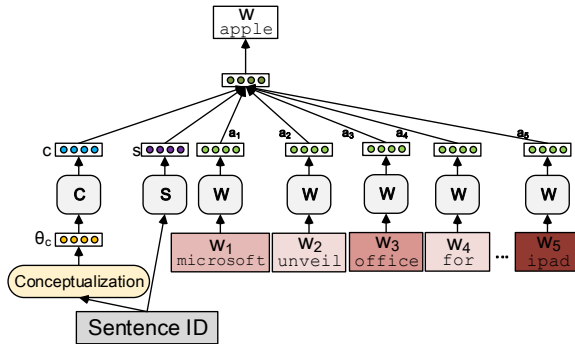 w
apple
a₁ a₂ a₃ a₄ a₅
C S
C S W W W W W
θc
w₁ w₂ w₃ w₄ w₅
microsoft unveil office for ... ipad
Conceptualization
Sentence ID